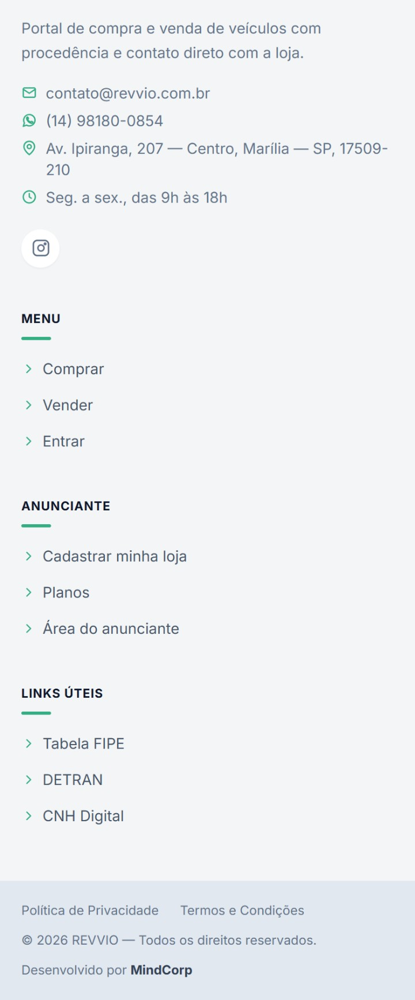 Portal de compra e venda de veículos com
procedência e contato direto com a loja.
contato@revvio.com.br
(14) 98180-0854
Av. Ipiranga, 207 — Centro, Marília — SP, 17509-
210
Seg. a sex., das 9h às 18h
MENU
Comprar
Vender
Entrar
ANUNCIANTE
Cadastrar minha loja
Planos
Área do anunciante
LINKS ÚTEIS
Tabela FIPE
DETRAN
CNH Digital
Política de Privacidade Termos e Condições
© 2026 REVVIO — Todos os direitos reservados.
Desenvolvido por MindCorp